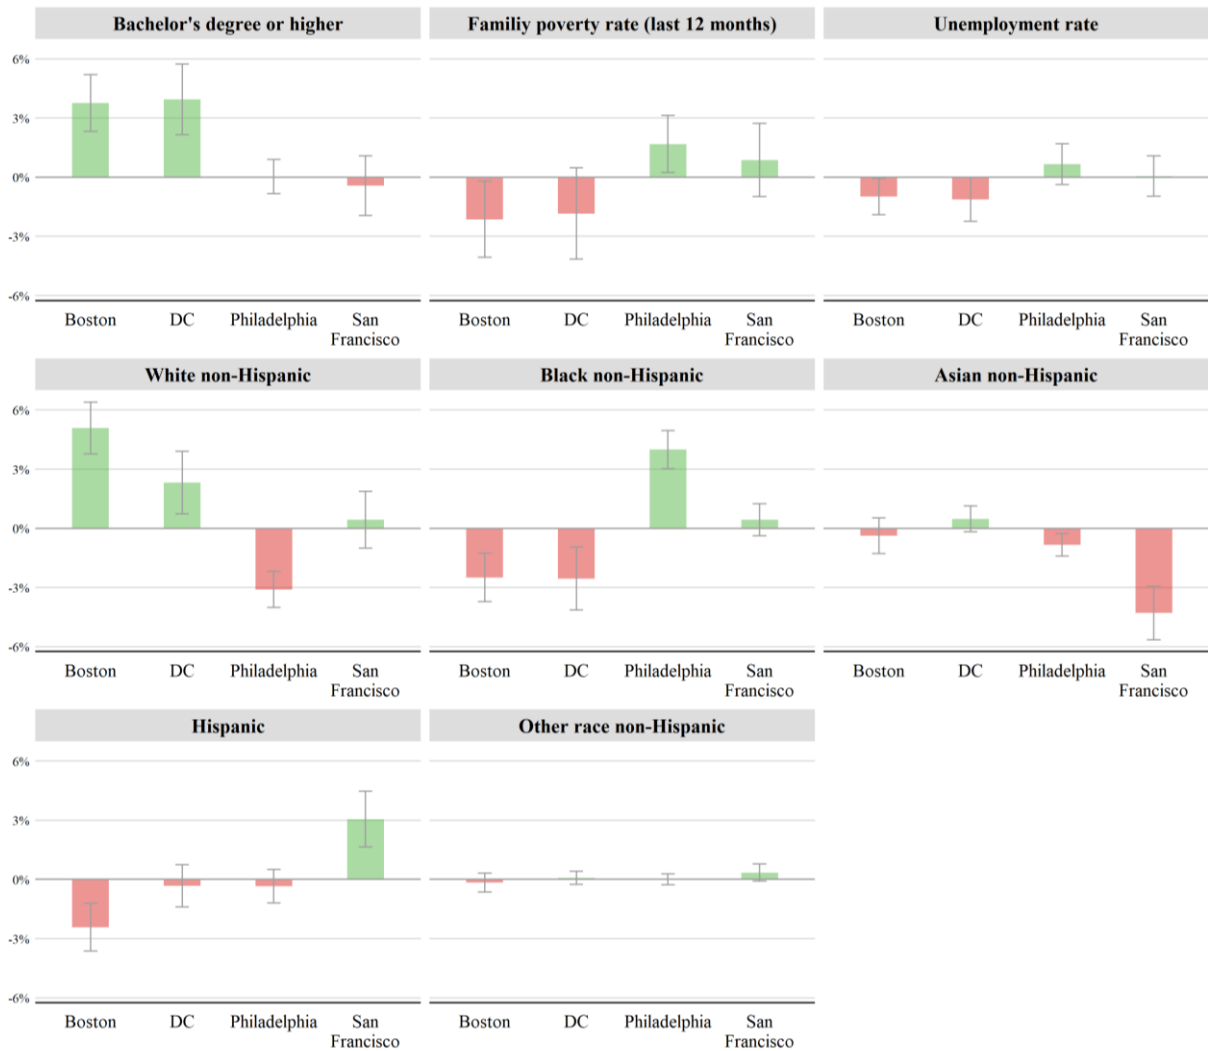 Bachelor's degree or higher
Familiy poverty rate (last 12 months)
Unemployment rate
6%
3%
0%
-3%
-6%
Boston DC Philadelphia San Francisco
Boston DC Philadelphia San Francisco
Boston DC Philadelphia San Francisco
White non-Hispanic
Black non-Hispanic
Asian non-Hispanic
6%
3%
0%
-3%
-6%
Boston DC Philadelphia San Francisco
Boston DC Philadelphia San Francisco
Boston DC Philadelphia San Francisco
Hispanic
Other race non-Hispanic
6%
3%
0%
-3%
-6%
Boston DC Philadelphia San Francisco
Boston DC Philadelphia San Francisco